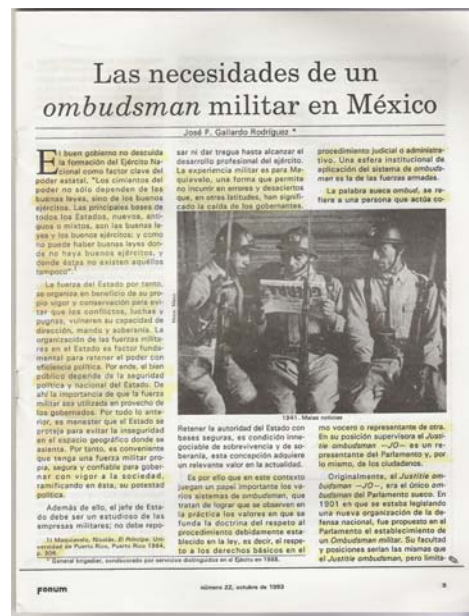 Las necesidades de un
ombudsman militar en México
José F. Gallardo Rodríguez *
El buen gobierno no descuida
la formación del Ejército Na-
cional como factor clave del
poder estatal. "Los cimientos del
poder no sólo dependen de las
buenas leyes, sino de los buenos
ejércitos. Las principales bases de
todos los Estados, nuevos, anti-
guos o mixtos, son las buenas le-
yes y los buenos ejércitos; y como
no puede haber buenas leyes don-
de no haya buenos ejércitos, y
donde éstas no existen aquéllos
tampoco".¹
La fuerza del Estado por tanto,
se organiza en beneficio de su pro-
pio vigor y conservación para evi-
tar que los conflictos, luchas y
pugnas, vulneren su capacidad de
dirección, mando y soberanía. La
organización de las fuerzas milita-
res en el Estado es factor funda-
mental para retener el poder con
eficiencia política. Por ende, el bien
público depende de la seguridad
política y nacional del Estado. De
ahí la importancia de que la fuerza
militar sea utilizada en provecho de
los gobernados. Por todo lo ante-
rior, es menester que el Estado se
proteja para evitar la inseguridad
en el espacio geográfico donde se
asienta. Por tanto, es conveniente
que tenga una fuerza militar pro-
pia, segura y confiable para gober-
nar con vigor a la sociedad,
ramificando en ésta, su potestad
política.
Además de ello, el jefe de Esta-
do debe ser un estudioso de las
empresas militares; no debe repo-
1) Maquiavelo, Nicolás. El Príncipe. Uni-
versidad de Puerto Rico, Puerto Rico 1984,
p. 306.
* General brigadier, condecorado por servicios distinguidos en el Ejército en 1988.
sar ni dar tregua hasta alcanzar el
desarrollo profesional del ejército.
La experiencia militar es para Ma-
quiavelo, una forma que permite
no incurrir en errores y desaciertos
que, en otras latitudes, han signifi-
cado la caída de los gobernantes.
1941. Malas noticias
Retener la autoridad del Estado con
bases seguras, es condición inne-
gociable de sobrevivencia y de so-
beranía, esta concepción adquiere
un relevante valor en la actualidad.
Es por ello que en este contexto
juegan un papel importante los va-
rios sistemas de ombudsman, que
tratan de lograr que se observen en
la práctica los valores en que se
funda la doctrina del respeto al
procedimiento debidamente esta-
blecido en la ley, es decir, el respe-
to a los derechos básicos en el
procedimiento judicial o administra-
tivo. Una esfera institucional de
aplicación del sistema de ombuds-
man es la de las fuerzas armadas.
La palabra sueca ombud, se re-
fiere a una persona que actúa co-
mo vocero o representante de otra.
En su posición supervisora el Justi-
tie ombudsman —JO— es un re-
presentante del Parlamento y, por
lo mismo, de los ciudadanos.
Originalmente, el Justitie om-
budsman —JO—, era el único om-
budsman del Parlamento sueco. En
1901 en que se estaba legislando
una nueva organización de la de-
fensa nacional, fue propuesto en el
Parlamento el establecimiento de
un Ombudsman Militar. Su facultad
y posiciones serían las mismas que
el Justitie ombudsman, pero limita-
forum
número 22, octubre de 1993